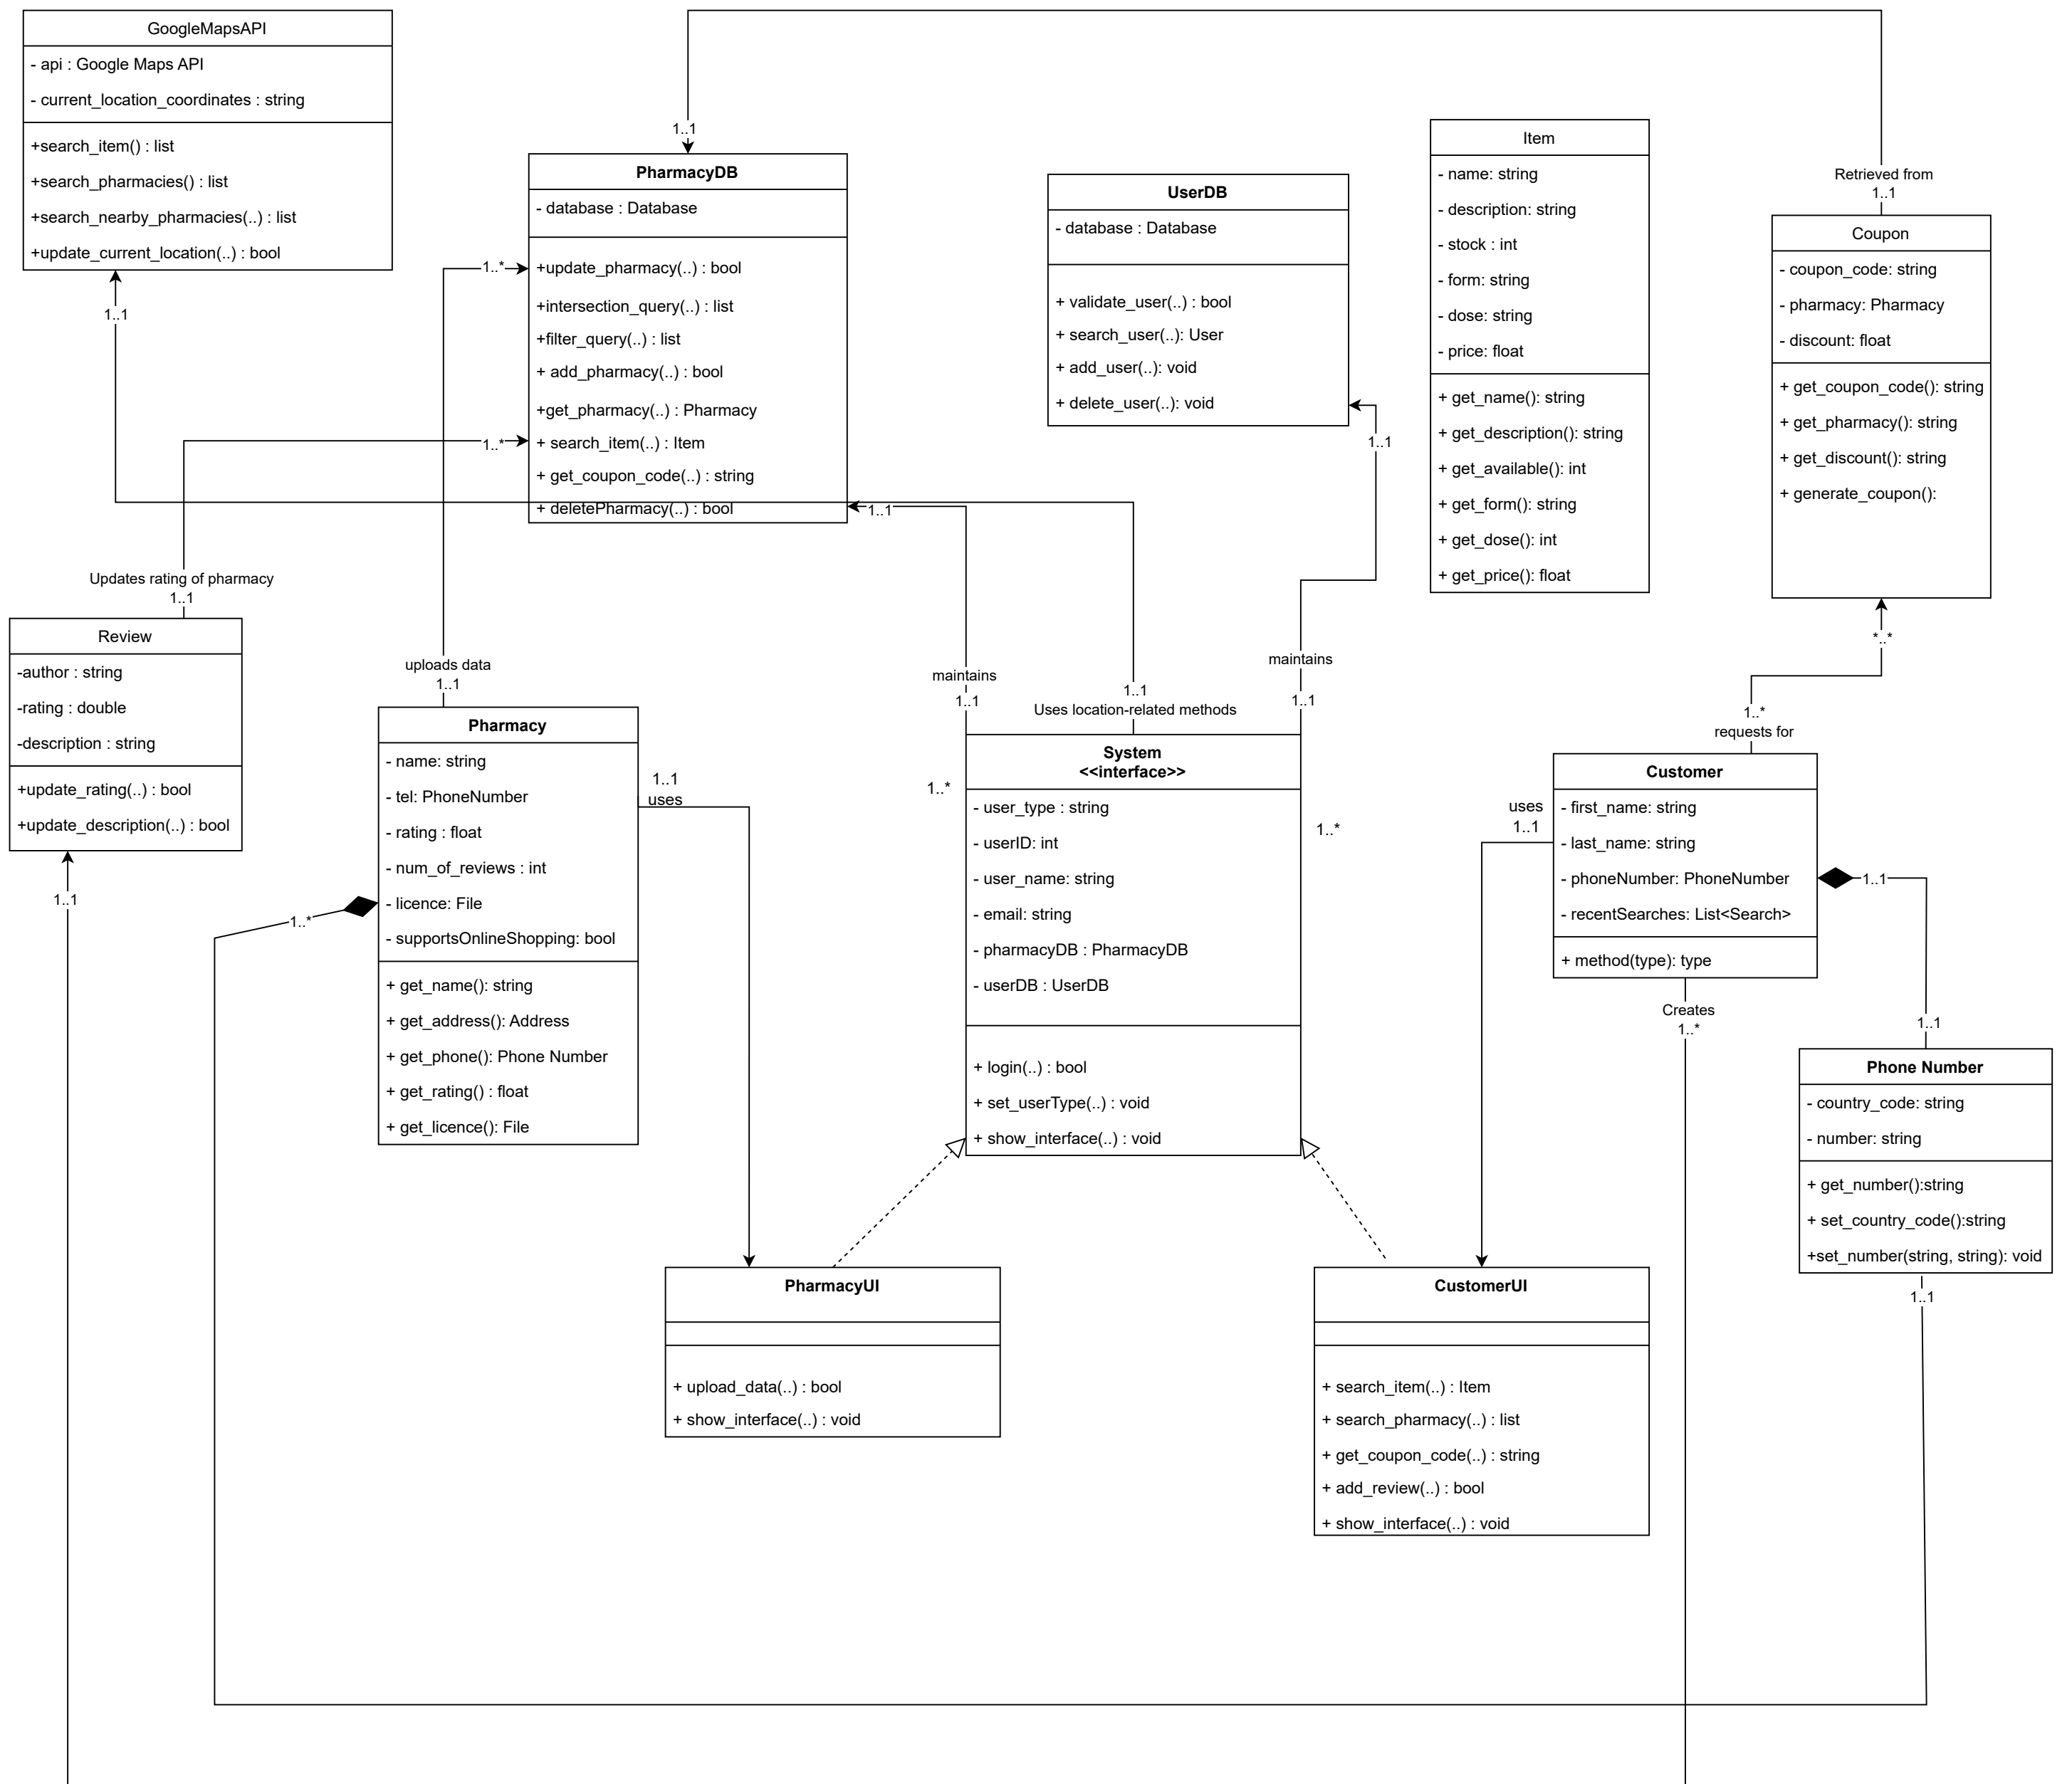 GoogleMapsAPI
- api : Google Maps API
- current_location_coordinates : string
+search_item() : list
+search_pharmacies() : list
+search_nearby_pharmacies(..) : list
+update_current_location(..) : bool
1..1
1..1
PharmacyDB
- database : Database
+update_pharmacy(..) : bool
+intersection_query(..) : list
+filter_query(..) : list
+ add_pharmacy(..) : bool
+get_pharmacy(..) : Pharmacy
+ search_item(..) : Item
+ get_coupon_code(..) : string
+ deletePharmacy(..) : bool
1..*
1..*
1..1
UserDB
- database : Database
+ validate_user(..) : bool
+ search_user(..): User
+ add_user(..): void
+ delete_user(..): void
1..1
Item
- name: string
- description: string
- stock : int
- form: string
- dose: string
- price: float
+ get_name(): string
+ get_description(): string
+ get_available(): int
+ get_form(): string
+ get_dose(): int
+ get_price(): float
Retrieved from
1..1
Coupon
- coupon_code: string
- pharmacy: Pharmacy
- discount: float
+ get_coupon_code(): string
+ get_pharmacy(): string
+ get_discount(): string
+ generate_coupon():
*..*
Updates rating of pharmacy
1..1
Review
-author : string
-rating : double
-description : string
+update_rating(..) : bool
+update_description(..) : bool
1..1
uploads data
1..1
Pharmacy
- name: string
- tel: PhoneNumber
- rating : float
- num_of_reviews : int
- licence: File
- supportsOnlineShopping: bool
+ get_name(): string
+ get_address(): Address
+ get_phone(): Phone Number
+ get_rating() : float
+ get_licence(): File
1..*
1..1
uses
maintains
1..1
1..1
Uses location-related methods
maintains
1..1
1..*
System
<<interface>>
- user_type : string
- userID: int
- user_name: string
- email: string
- pharmacyDB : PharmacyDB
- userDB : UserDB
+ login(..) : bool
+ set_userType(..) : void
+ show_interface(..) : void
1..*
1..*
requests for
uses
1..1
Customer
- first_name: string
- last_name: string
- phoneNumber: PhoneNumber
- recentSearches: List<Search>
+ method(type): type
1..1
Creates
1..*
1..1
Phone Number
- country_code: string
- number: string
+ get_number():string
+ set_country_code():string
+set_number(string, string): void
1..1
PharmacyUI
+ upload_data(..) : bool
+ show_interface(..) : void
CustomerUI
+ search_item(..) : Item
+ search_pharmacy(..) : list
+ get_coupon_code(..) : string
+ add_review(..) : bool
+ show_interface(..) : void